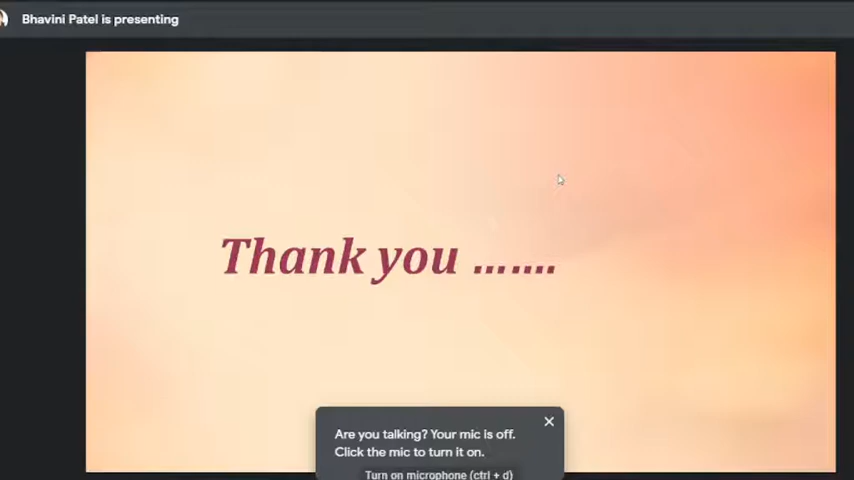 Bhavini Patel is presenting
Thank you .......
Are you talking? Your mic is off.
Click the mic to turn it on.
Turn on microphone (ctrl + d)